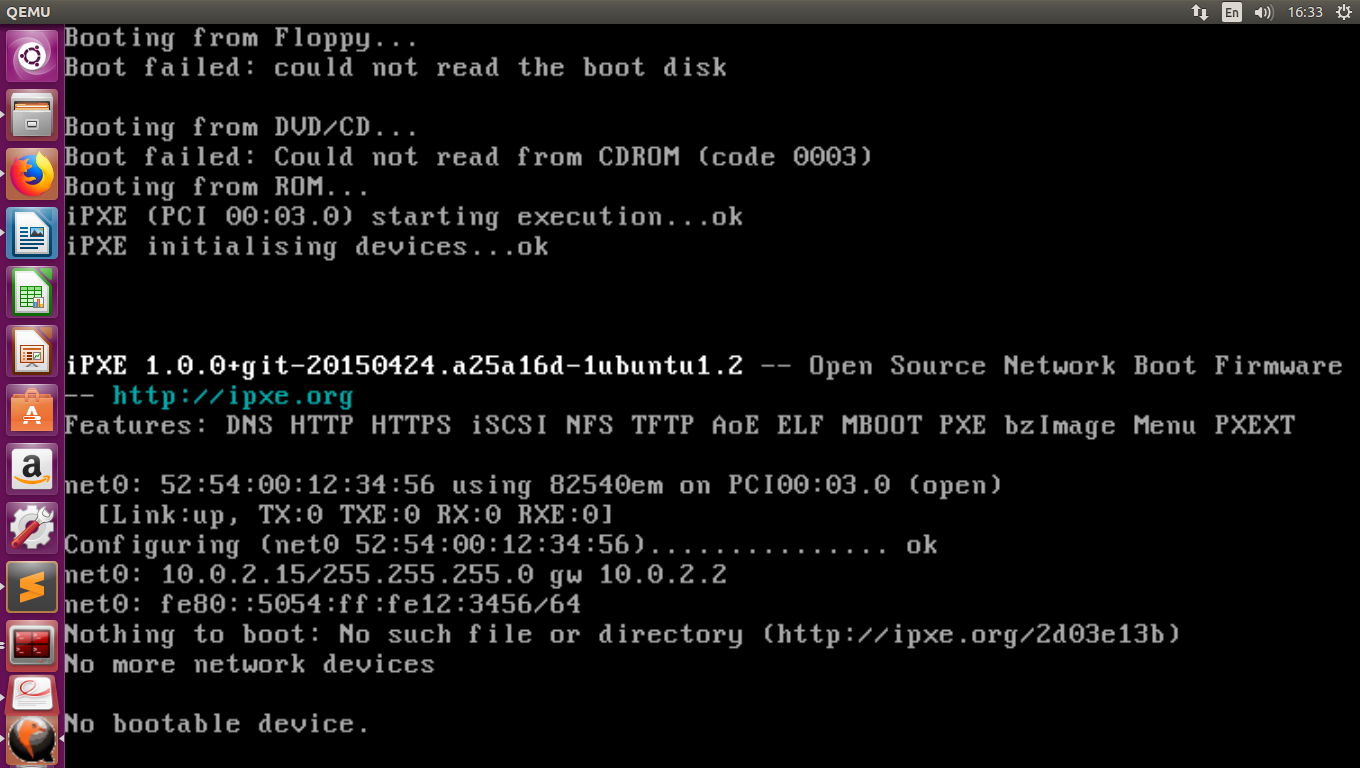 QEMU
En
16:33
Booting from Floppy...
Boot failed: could not read the boot disk
Booting from DVD/CD...
Boot failed: Could not read from CDROM (code 0003)
Booting from ROM...
iPXE (PCI 00:03.0) starting execution...ok
iPXE initialising devices...ok
iPXE 1.0.0+git-20150424.a25a16d-1ubuntu1.2 -- Open Source Network Boot Firmware
-- http://ipxe.org
Features: DNS HTTP HTTPS iSCSI NFS TFTP AoE ELF MBOOT PXE bzImage Menu PXEXT
net0: 52:54:00:12:34:56 using 82540em on PCI00:03.0 (open)
[Link:up, TX:0 TXE:0 RX:0 RXE:0]
Configuring (net0 52:54:00:12:34:56)............... ok
net0: 10.0.2.15/255.255.255.0 gw 10.0.2.2
net0: fe80::5054:ff:fe12:3456/64
Nothing to boot: No such file or directory (http://ipxe.org/2d03e13b)
No more network devices
No bootable device.